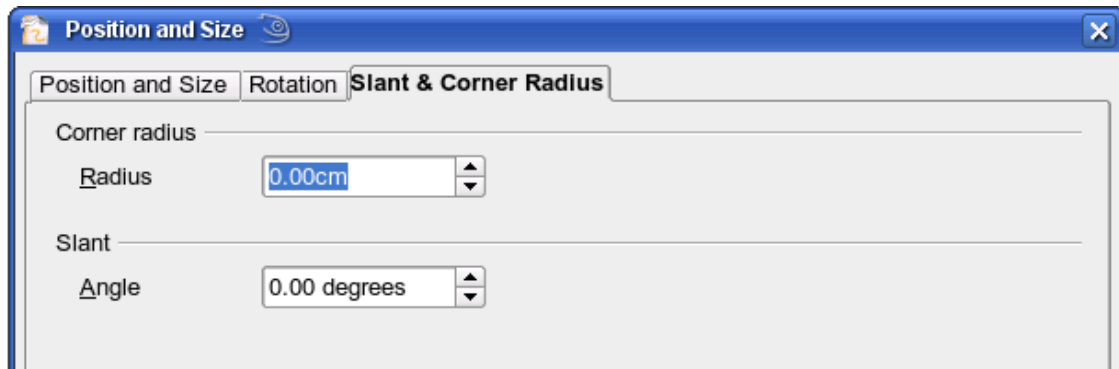 Position and Size
Position and Size Rotation Slant & Corner Radius
Corner radius
Radius 0.00cm
Slant
Angle 0.00 degrees